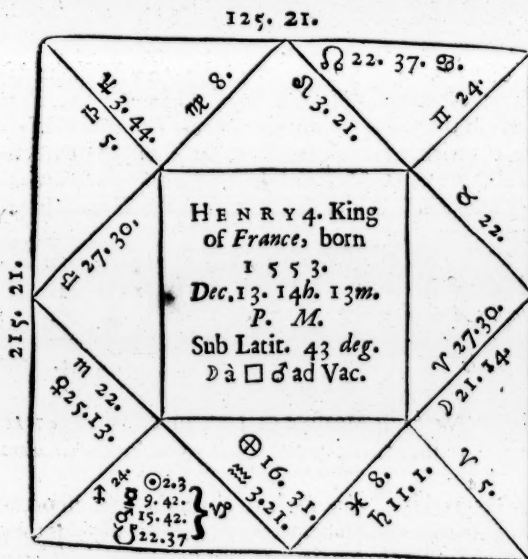 125. 21.
☊ 22. 37. ♋.
♌ 3. 21.
♊ 24.
♍ 8.
♃ 3. 44.
5.
♉ 22.
♎ 27. 30.
215. 21.
HENRY 4. King
of France, born
1553.
Dec. 13. 14h. 13m.
P. M.
Sub Latit. 43 deg.
☽ à □ ♂ ad Vac.
♈ 27. 30.
☽ 21. 14.
♏ 22.
♀ 25. 13.
♐ 24.
☉ 2. 3
☿ 9. 42.
♂ 15. 42.
☋ 22. 37
} ♑
⊗ 16. 31.
♒ 3. 21.
♓ 8.
♄ 11. 1.
5.